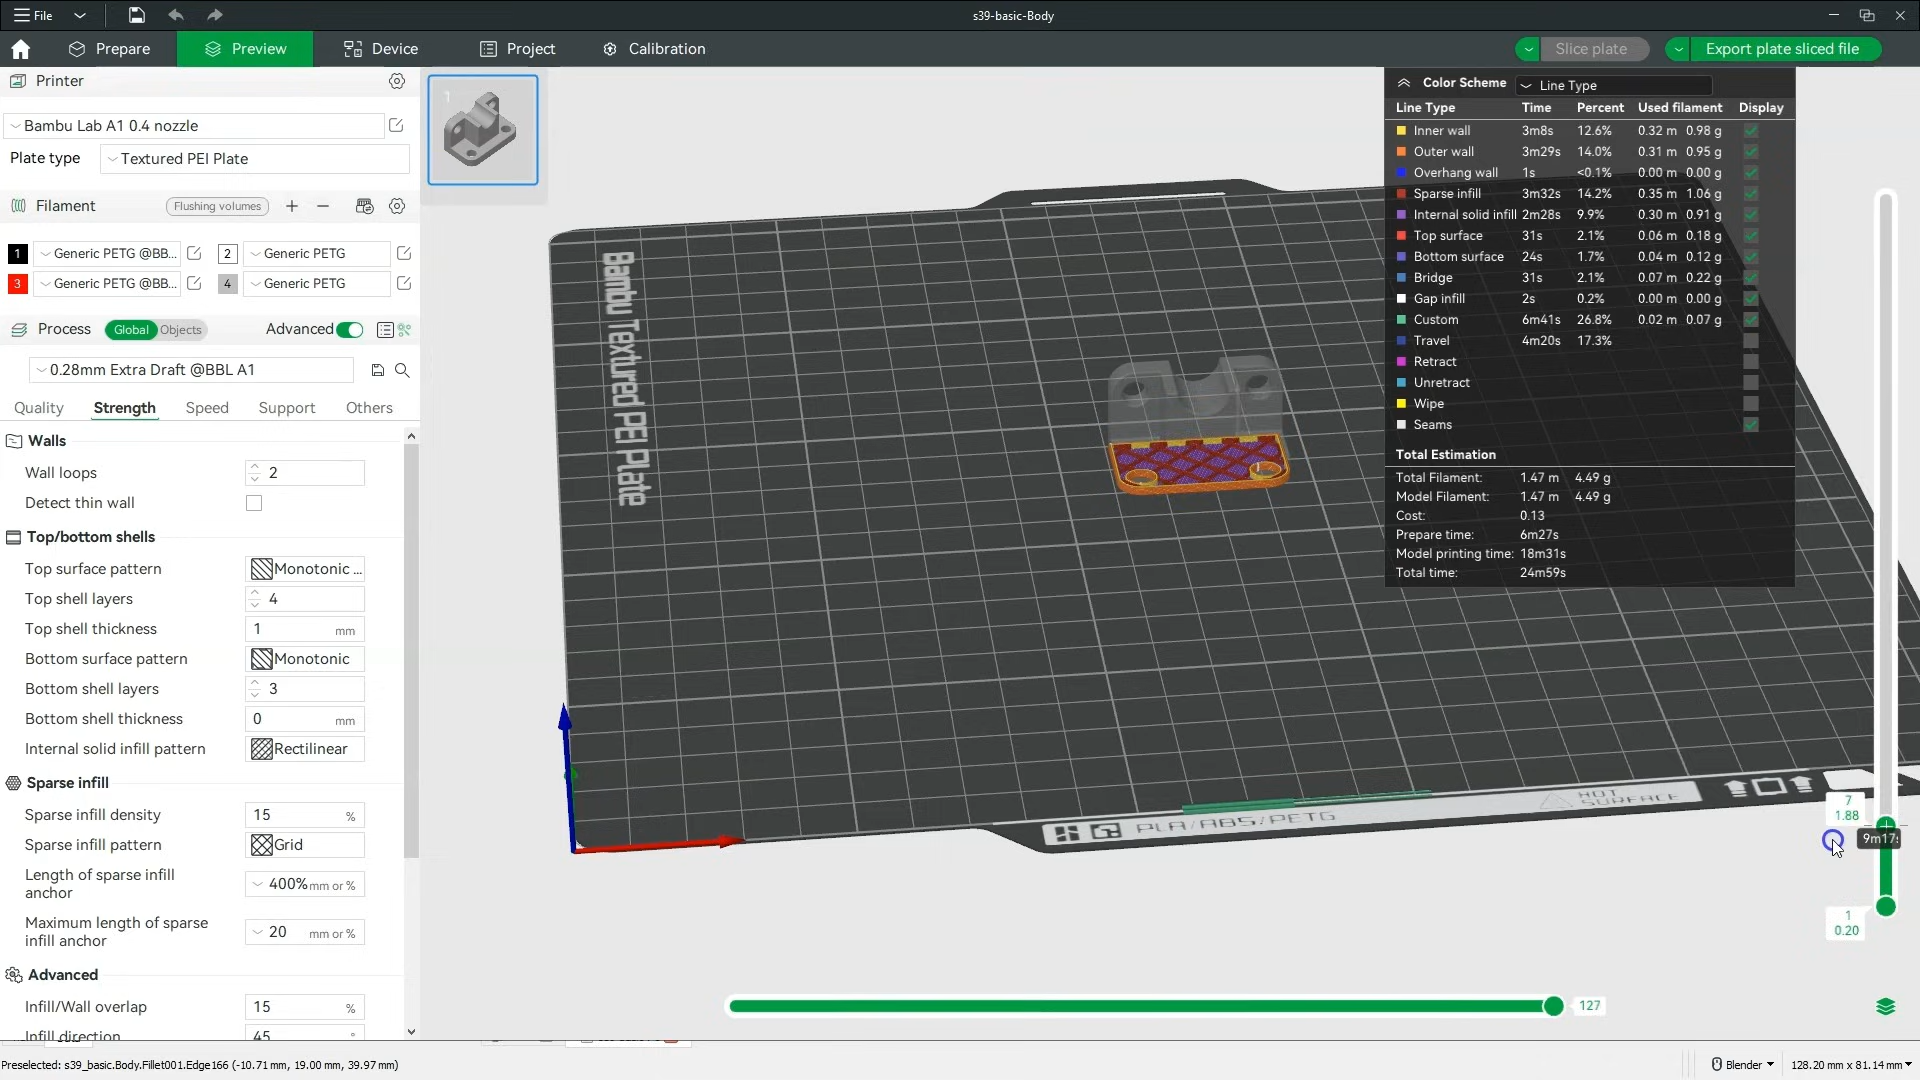 File
s39-basic-Body
Prepare
Preview
Device
Project
Calibration
Slice plate
Export plate sliced file
Printer
Bambu Lab A1 0.4 nozzle
Plate type
Textured PEI Plate
Filament
Flushing volumes
1 Generic PETG @BB...
2 Generic PETG
3 Generic PETG @BB...
4 Generic PETG
Process
Global
Objects
Advanced
0.28mm Extra Draft @BBL A1
Quality
Strength
Speed
Support
Others
Walls
Wall loops 2
Detect thin wall
Top/bottom shells
Top surface pattern Monotonic ...
Top shell layers 4
Top shell thickness 1 mm
Bottom surface pattern Monotonic
Bottom shell layers 3
Bottom shell thickness 0 mm
Internal solid infill pattern Rectilinear
Sparse infill
Sparse infill density 15 %
Sparse infill pattern Grid
Length of sparse infill
anchor
400% mm or %
Maximum length of sparse
infill anchor
20 mm or %
Advanced
Infill/Wall overlap 15 %
Infill direction 45 °
1
Bambu Textured PEI Plate
PLA/ABS/PETG
HOT
SURFACE
Color Scheme Line Type
Line Type Time Percent Used filament Display
Inner wall 3m8s 12.6% 0.32 m 0.98 g
Outer wall 3m29s 14.0% 0.31 m 0.95 g
Overhang wall 1s <0.1% 0.00 m 0.00 g
Sparse infill 3m32s 14.2% 0.35 m 1.06 g
Internal solid infill 2m28s 9.9% 0.30 m 0.91 g
Top surface 31s 2.1% 0.06 m 0.18 g
Bottom surface 24s 1.7% 0.04 m 0.12 g
Bridge 31s 2.1% 0.07 m 0.22 g
Gap infill 2s 0.2% 0.00 m 0.00 g
Custom 6m41s 26.8% 0.02 m 0.07 g
Travel 4m20s 17.3%
Retract
Unretract
Wipe
Seams
Total Estimation
Total Filament: 1.47 m 4.49 g
Model Filament: 1.47 m 4.49 g
Cost: 0.13
Prepare time: 6m27s
Model printing time: 18m31s
Total time: 24m59s
7
1.88
9m17s
1
0.20
127
Preselected: s39_basic.Body.Fillet001.Edge166 (-10.71 mm, 19.00 mm, 39.97 mm)
Blender
128.20 mm x 81.14 mm